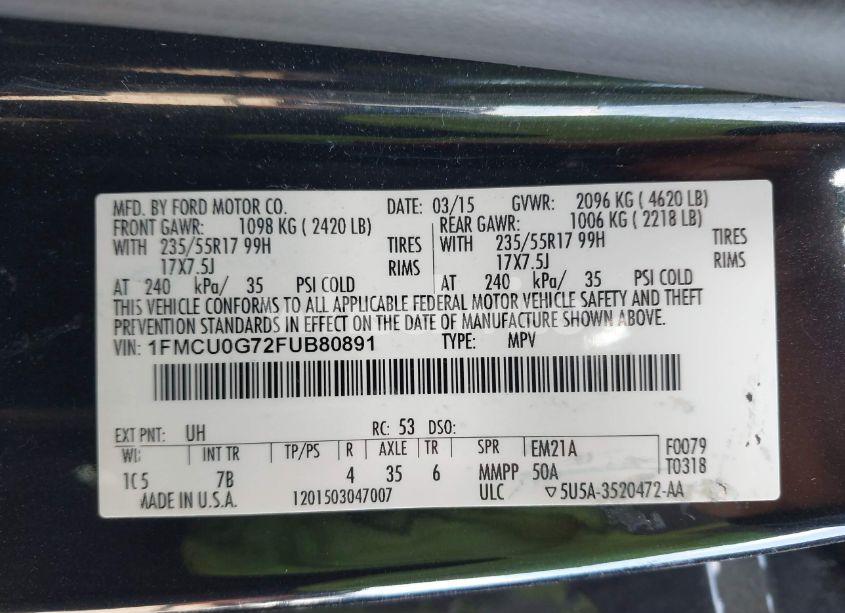 MFD. BY FORD MOTOR CO. DATE: 03/15 GVWR: 2096 KG ( 4620 LB)
FRONT GAWR: 1098 KG ( 2420 LB) REAR GAWR: 1006 KG ( 2218 LB)
WITH 235/55R17 99H TIRES WITH 235/55R17 99H TIRES
17X7.5J RIMS 17X7.5J RIMS
AT 240 kPa/ 35 PSI COLD AT 240 kPa/ 35 PSI COLD
THIS VEHICLE CONFORMS TO ALL APPLICABLE FEDERAL MOTOR VEHICLE SAFETY AND THEFT
PREVENTION STANDARDS IN EFFECT ON THE DATE OF MANUFACTURE SHOWN ABOVE.
VIN: 1FMCU0G72FUB80891 TYPE: MPV
EXT PNT: UH RC: 53 DSO:
INT TR TP/PS R AXLE TR SPR EM21A F0079
7B 4 35 6 MMPP 50A T0318
MADE IN U.S.A. 1201503047007 ULC ▽5U5A-3520472-AA